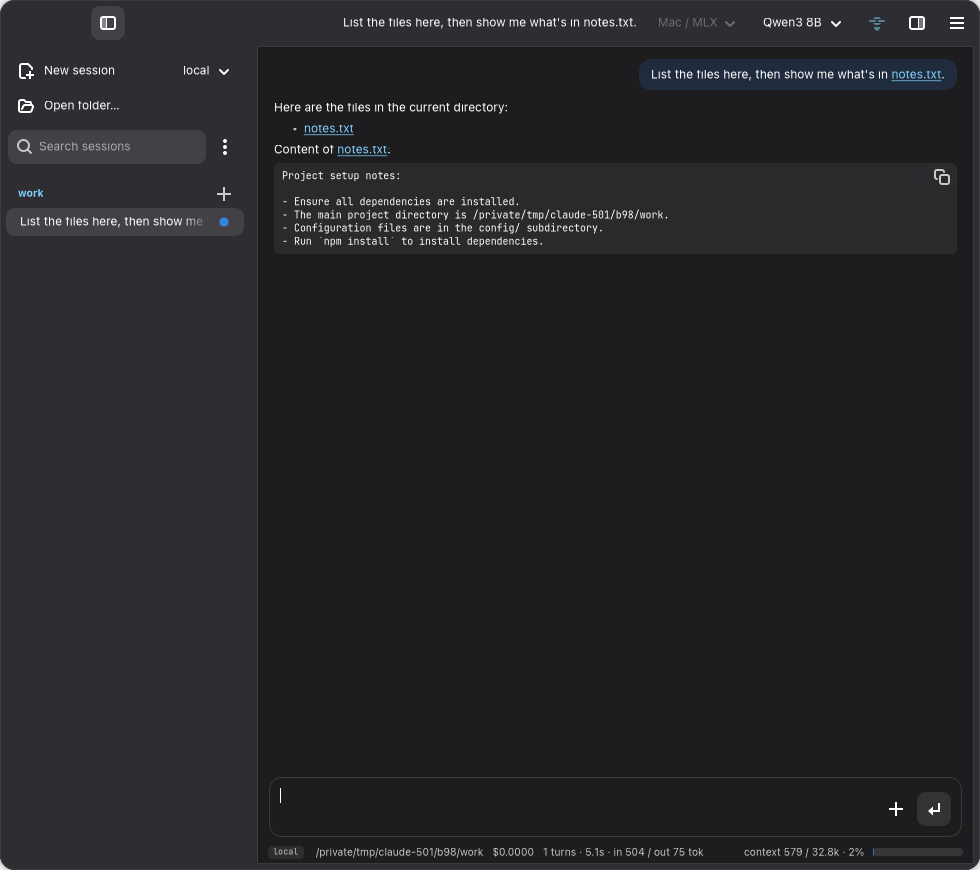 List the files here, then show me what's in notes.txt.
Mac / MLX
Qwen3 8B
New session
local
Open folder...
Search sessions
work
List the files here, then show me
List the files here, then show me what's in notes.txt.
Here are the files in the current directory:
• notes.txt
Content of notes.txt:
Project setup notes:
- Ensure all dependencies are installed.
- The main project directory is /private/tmp/claude-501/b98/work.
- Configuration files are in the config/ subdirectory.
- Run `npm install` to install dependencies.
local
/private/tmp/claude-501/b98/work
$0.0000
1 turns · 5.1s · in 504 / out 75 tok
context 579 / 32.8k · 2%